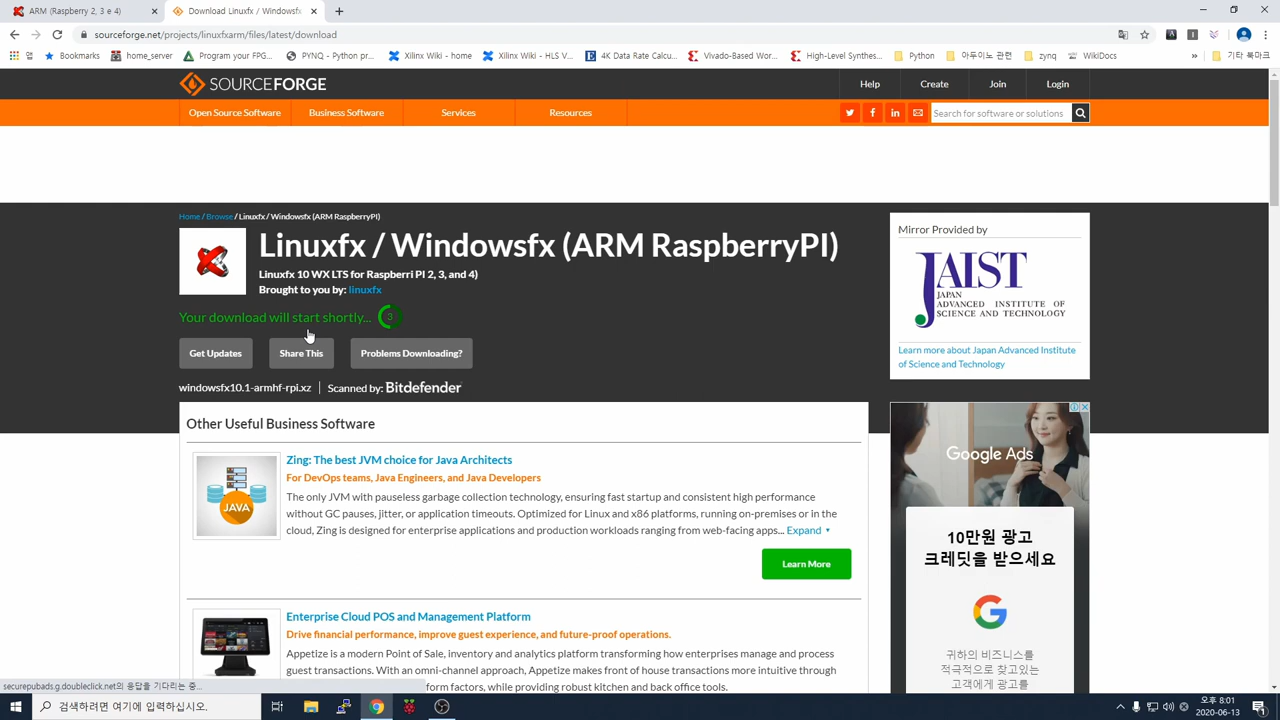 ARM (Raspberry 2, 3 e 4)
Download Linuxfx / Windowsfx
sourceforge.net/projects/linuxfxarm/files/latest/download
앱
Bookmarks
home_server
Program your FPG...
PYNQ - Python pr...
Xilinx Wiki - home
Xilinx Wiki - HLS V...
4K Data Rate Calcu...
Vivado-Based Wor...
High-Level Synthes...
Python
아두이노 관련
zynq
WikiDocs
»
기타 북마크
SOURCEFORGE
Help
Create
Join
Login
Open Source Software
Business Software
Services
Resources
Search for software or solutions
Home / Browse / Linuxfx / Windowsfx (ARM RaspberryPI)
Linuxfx / Windowsfx (ARM RaspberryPI)
Linuxfx 10 WX LTS for Raspberri PI 2, 3, and 4)
Brought to you by: linuxfx
Your download will start shortly... 3
Get Updates
Share This
Problems Downloading?
windowsfx10.1-armhf-rpi.xz
Scanned by: Bitdefender
Mirror Provided by
JAIST
JAPAN
ADVANCED INSTITUTE OF
SCIENCE AND TECHNOLOGY
Learn more about Japan Advanced Institute
of Science and Technology
Other Useful Business Software
JAVA
Zing: The best JVM choice for Java Architects
For DevOps teams, Java Engineers, and Java Developers
The only JVM with pauseless garbage collection technology, ensuring fast startup and consistent high performance
without GC pauses, jitter, or application timeouts. Optimized for Linux and x86 platforms, running on-premises or in the
cloud, Zing is designed for enterprise applications and production workloads ranging from web-facing apps... Expand
Learn More
Enterprise Cloud POS and Management Platform
Drive financial performance, improve guest experience, and future-proof operations.
Appetize is a modern Point of Sale, inventory and analytics platform transforming how enterprises manage and process
guest transactions. With an omni-channel approach, Appetize makes front of house transactions more intuitive through
form factors, while providing robust kitchen and back office tools.
Google Ads
10만원 광고
크레딧을 받으세요
귀하의 비즈니스를
적극적으로 찾고있는
고객에게 광고를
securepubads.g.doubleclick.net의 응답을 기다리는 중...
검색하려면 여기에 입력하십시오.
오후 8:01
2020-06-13
1